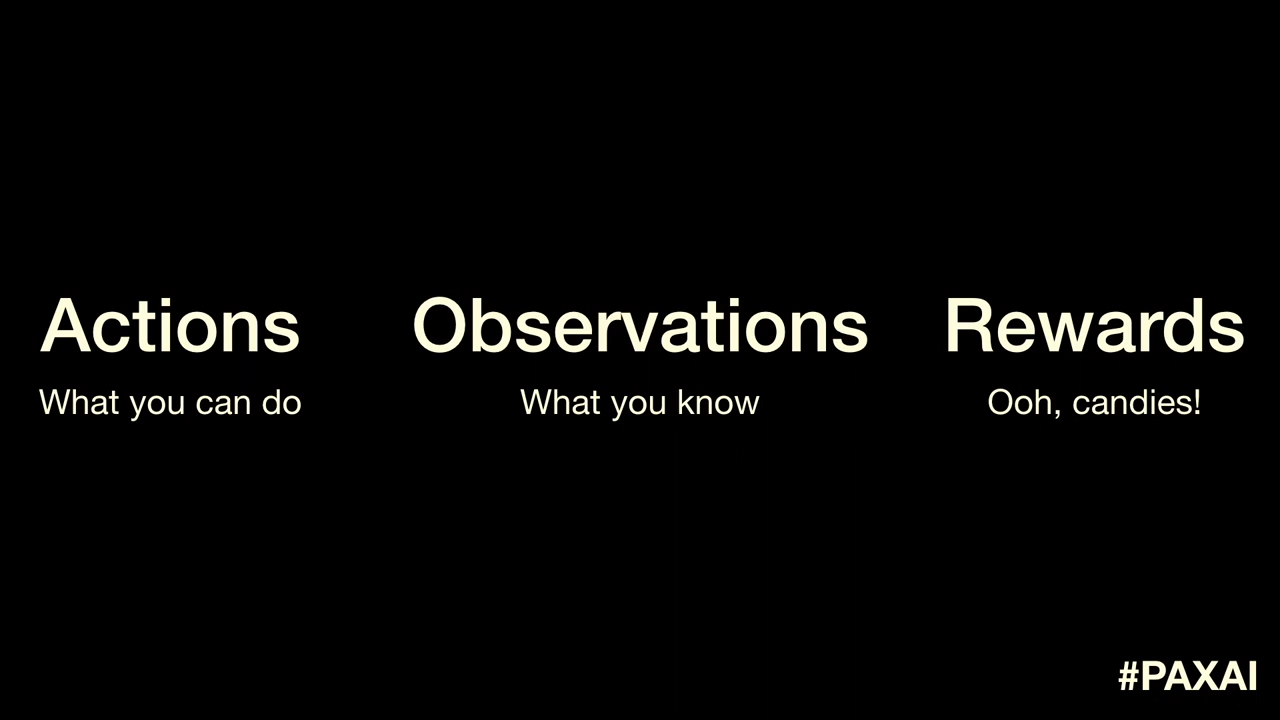 Actions Observations Rewards
What you can do What you know Ooh, candies!
#PAXAI